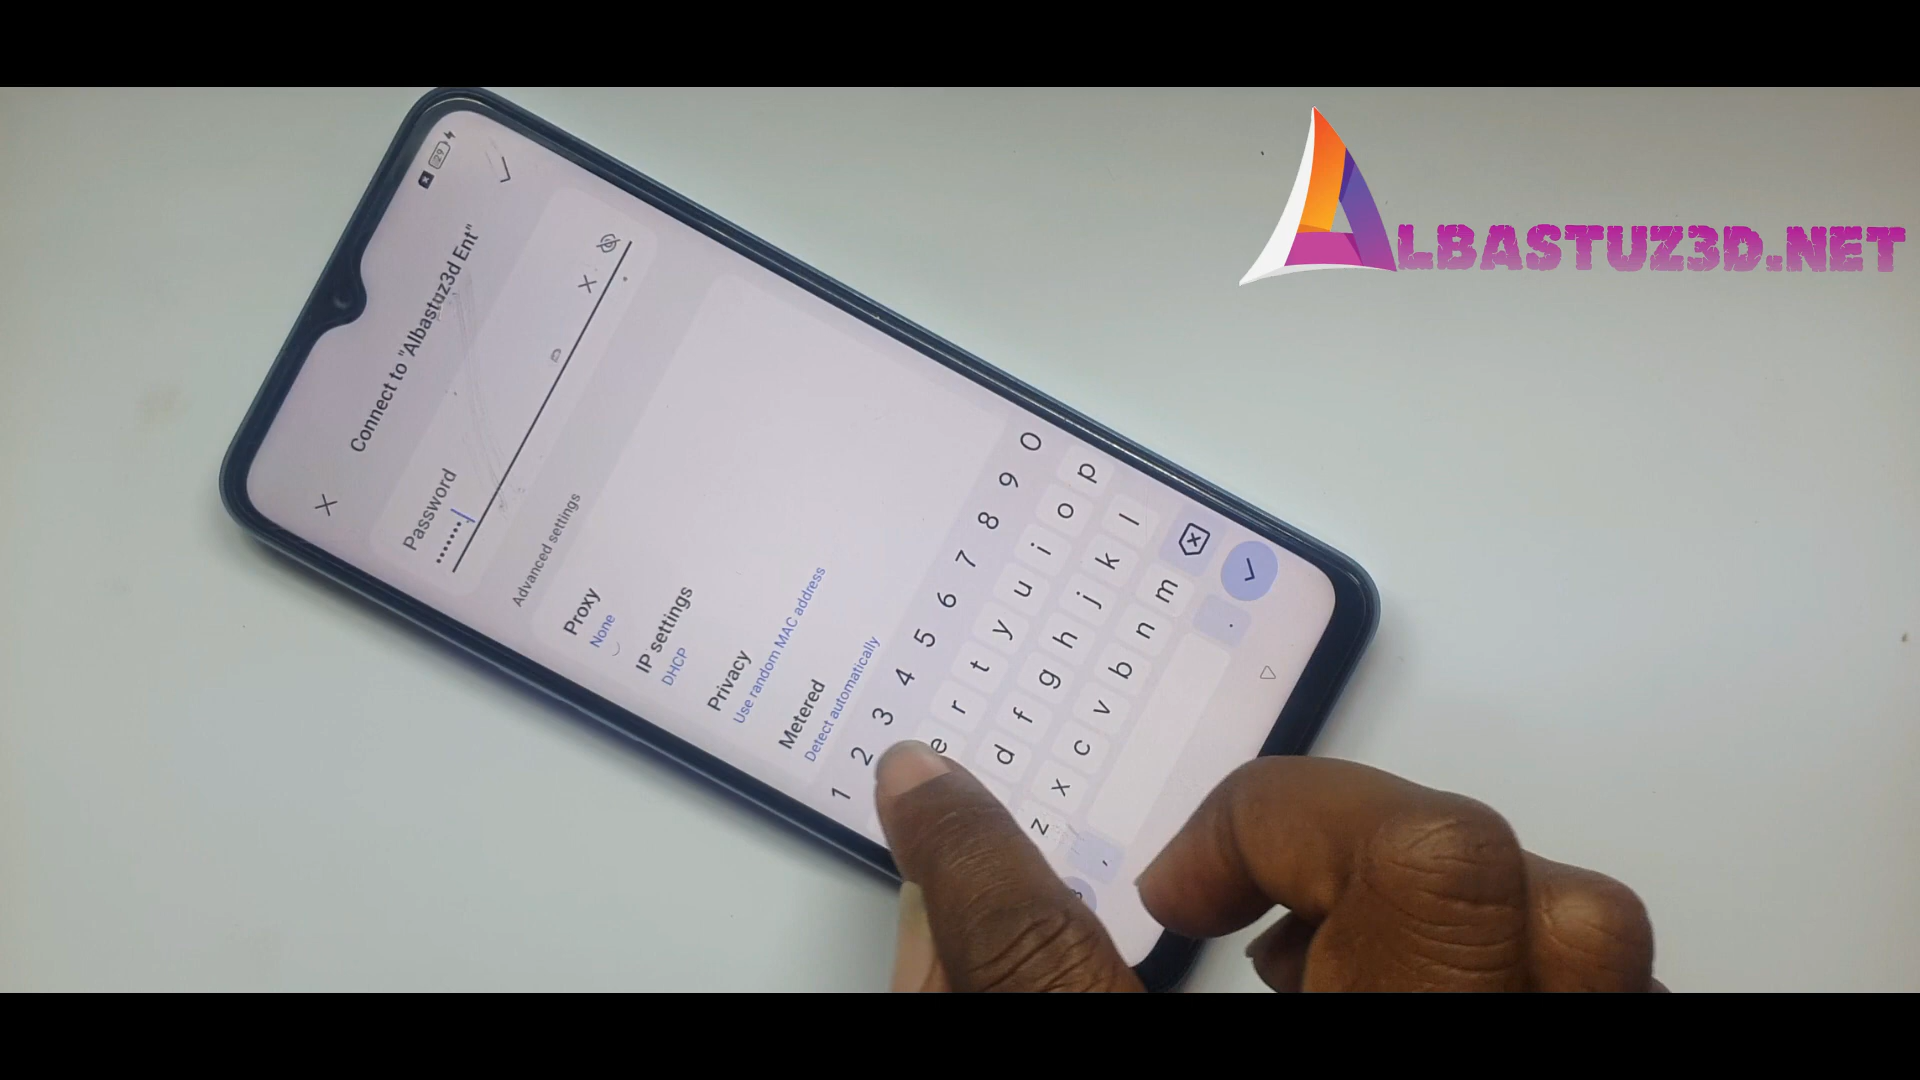 ALBASTUZ3D.NET
29
Connect to "Albastuz3d Ent"
Password
Advanced settings
Proxy
None
IP settings
DHCP
Privacy
Use random MAC address
Metered
Detect automatically
1 2 3 4 5 6 7 8 9 0
e r t y u i o p
d f g h j k l
z x c v b n m
, .